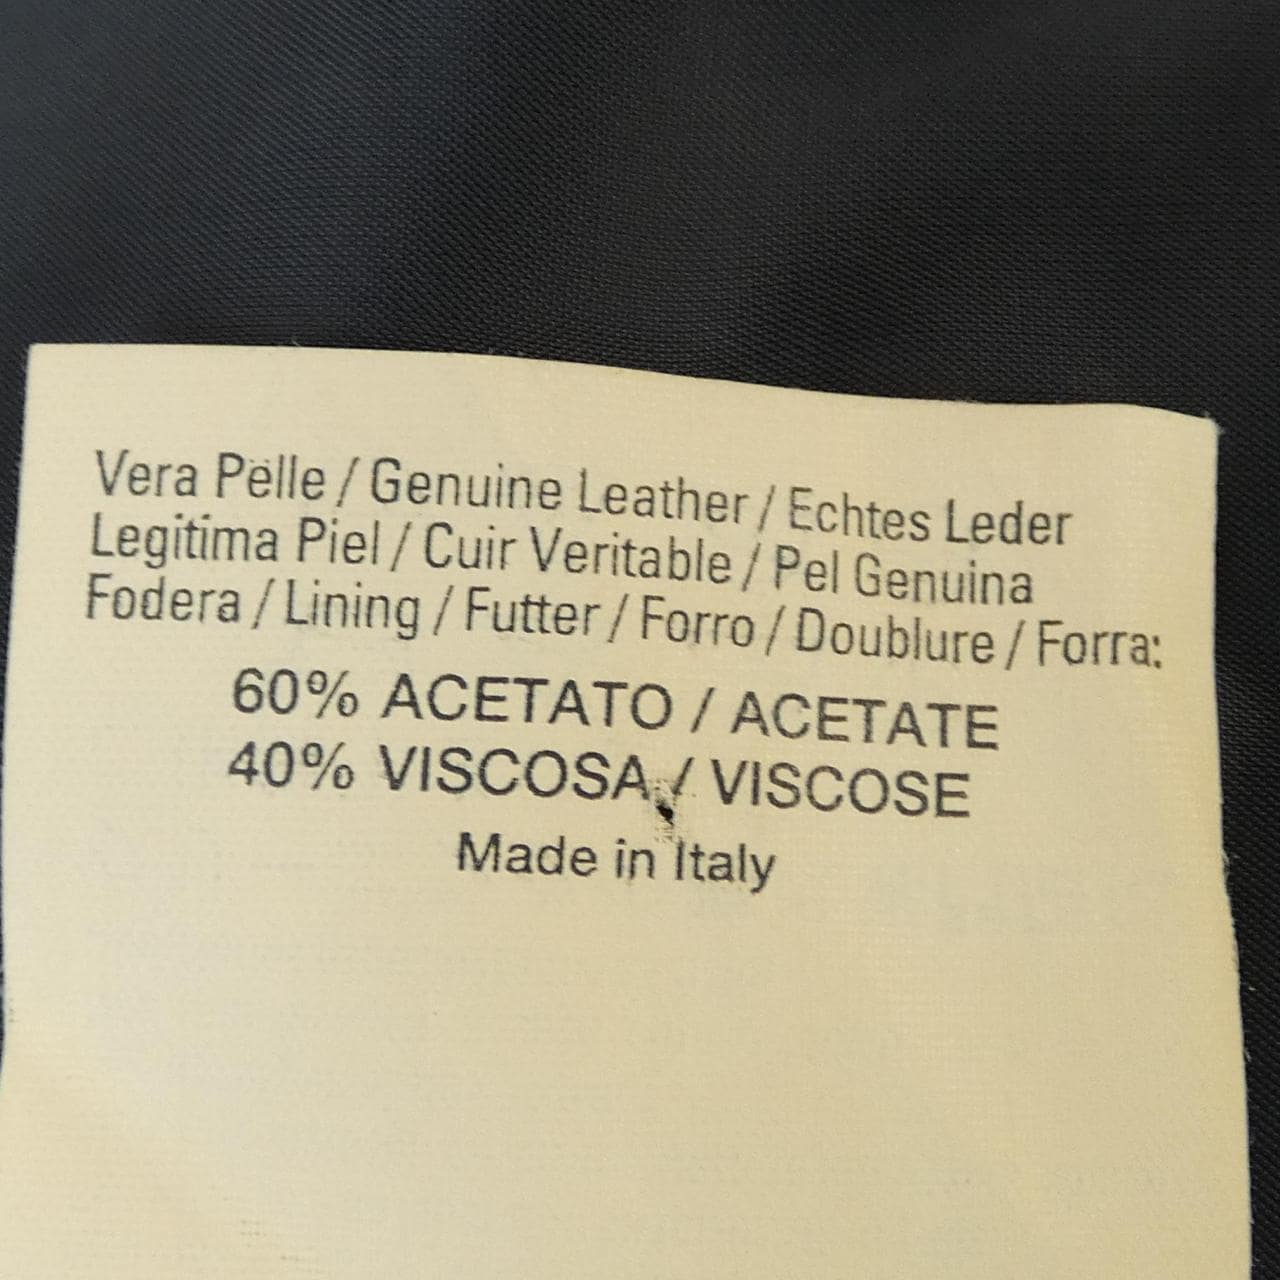 Vera Pelle / Genuine Leather / Echtes Leder
Legitima Piel / Cuir Veritable / Pel Genuina
Fodera / Lining / Futter / Forro / Doublure / Forra:
60% ACETATO / ACETATE
40% VISCOSA / VISCOSE
Made in Italy